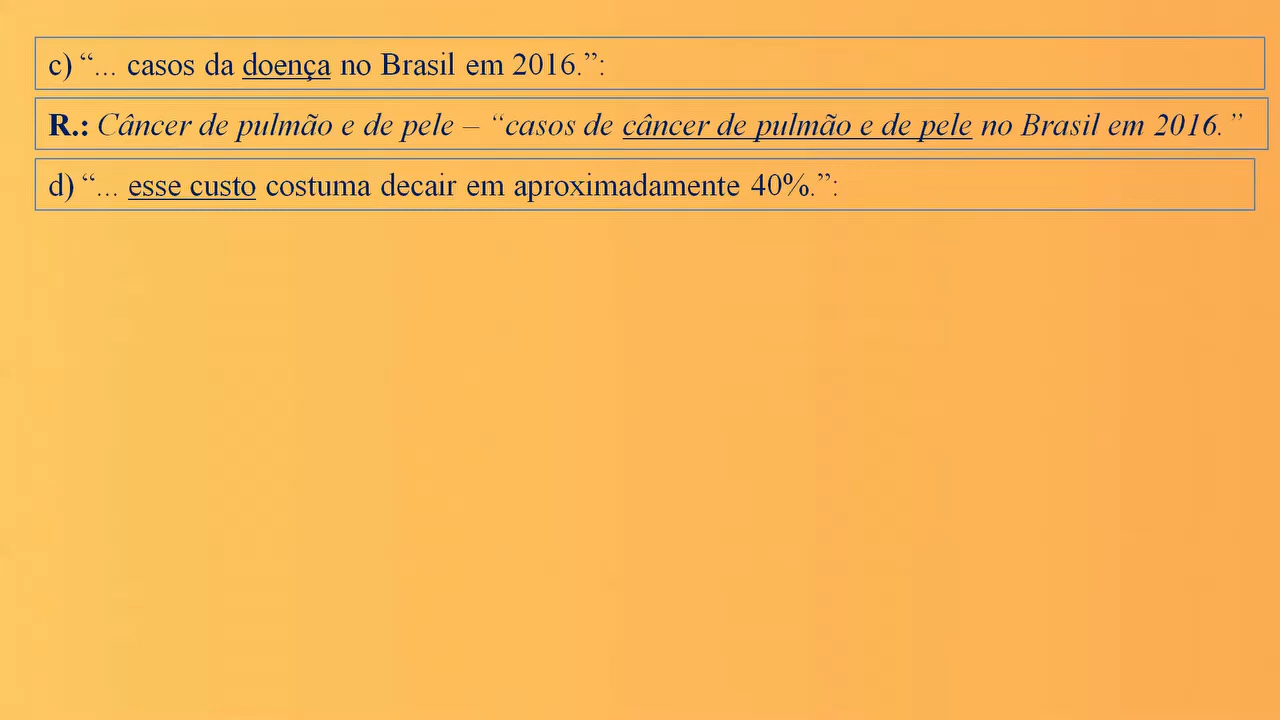 c) “... casos da doença no Brasil em 2016.”:
R.: Câncer de pulmão e de pele – “casos de câncer de pulmão e de pele no Brasil em 2016.”
d) “... esse custo costuma decair em aproximadamente 40%.”: